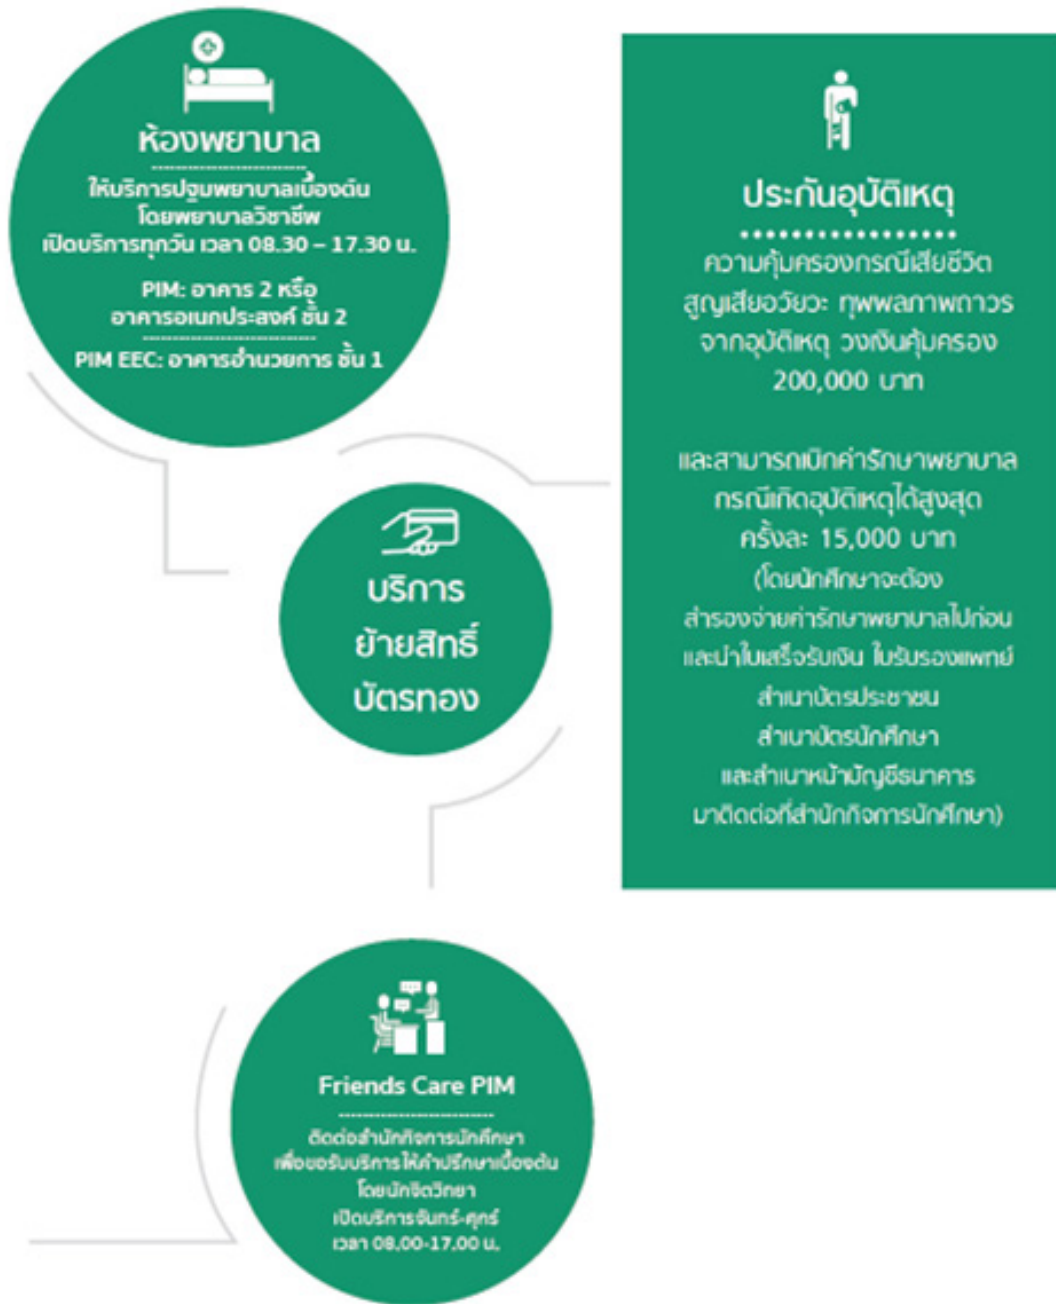 ห้องพยาบาล
ให้บริการปฐมพยาบาลเบื้องต้น
โดยพยาบาลวิชาชีพ
เปิดบริการทุกวัน เวลา 08.30 – 17.30 น.
PIM: อาคาร 2 หรือ
อาคารอเนกประสงค์ ชั้น 2
PIM EEC: อาคารอำนวยการ ชั้น 1
บริการ
ย้ายสิทธิ์
บัตรทอง
ประกันอุบัติเหตุ
ความคุ้มครองกรณีเสียชีวิต
สูญเสียอวัยวะ ทุพพลภาพถาวร
จากอุบัติเหตุ วงเงินคุ้มครอง
200,000 บาท
และสามารถเบิกค่ารักษาพยาบาล
กรณีเกิดอุบัติเหตุได้สูงสุด
ครั้งละ 15,000 บาท
(โดยนักศึกษาจะต้อง
สำรองจ่ายค่ารักษาพยาบาลไปก่อน
และนำใบเสร็จรับเงิน ใบรับรองแพทย์
สำเนาบัตรประชาชน
สำเนาบัตรนักศึกษา
และสำเนาหน้าบัญชีธนาคาร
มาติดต่อที่สำนักกิจการนักศึกษา)
Friends Care PIM
ติดต่อสำนักกิจการนักศึกษา
เพื่อขอรับบริการให้คำปรึกษาเบื้องต้น
โดยนักจิตวิทยา
เปิดบริการจันทร์-ศุกร์
เวลา 08.00-17.00 น.